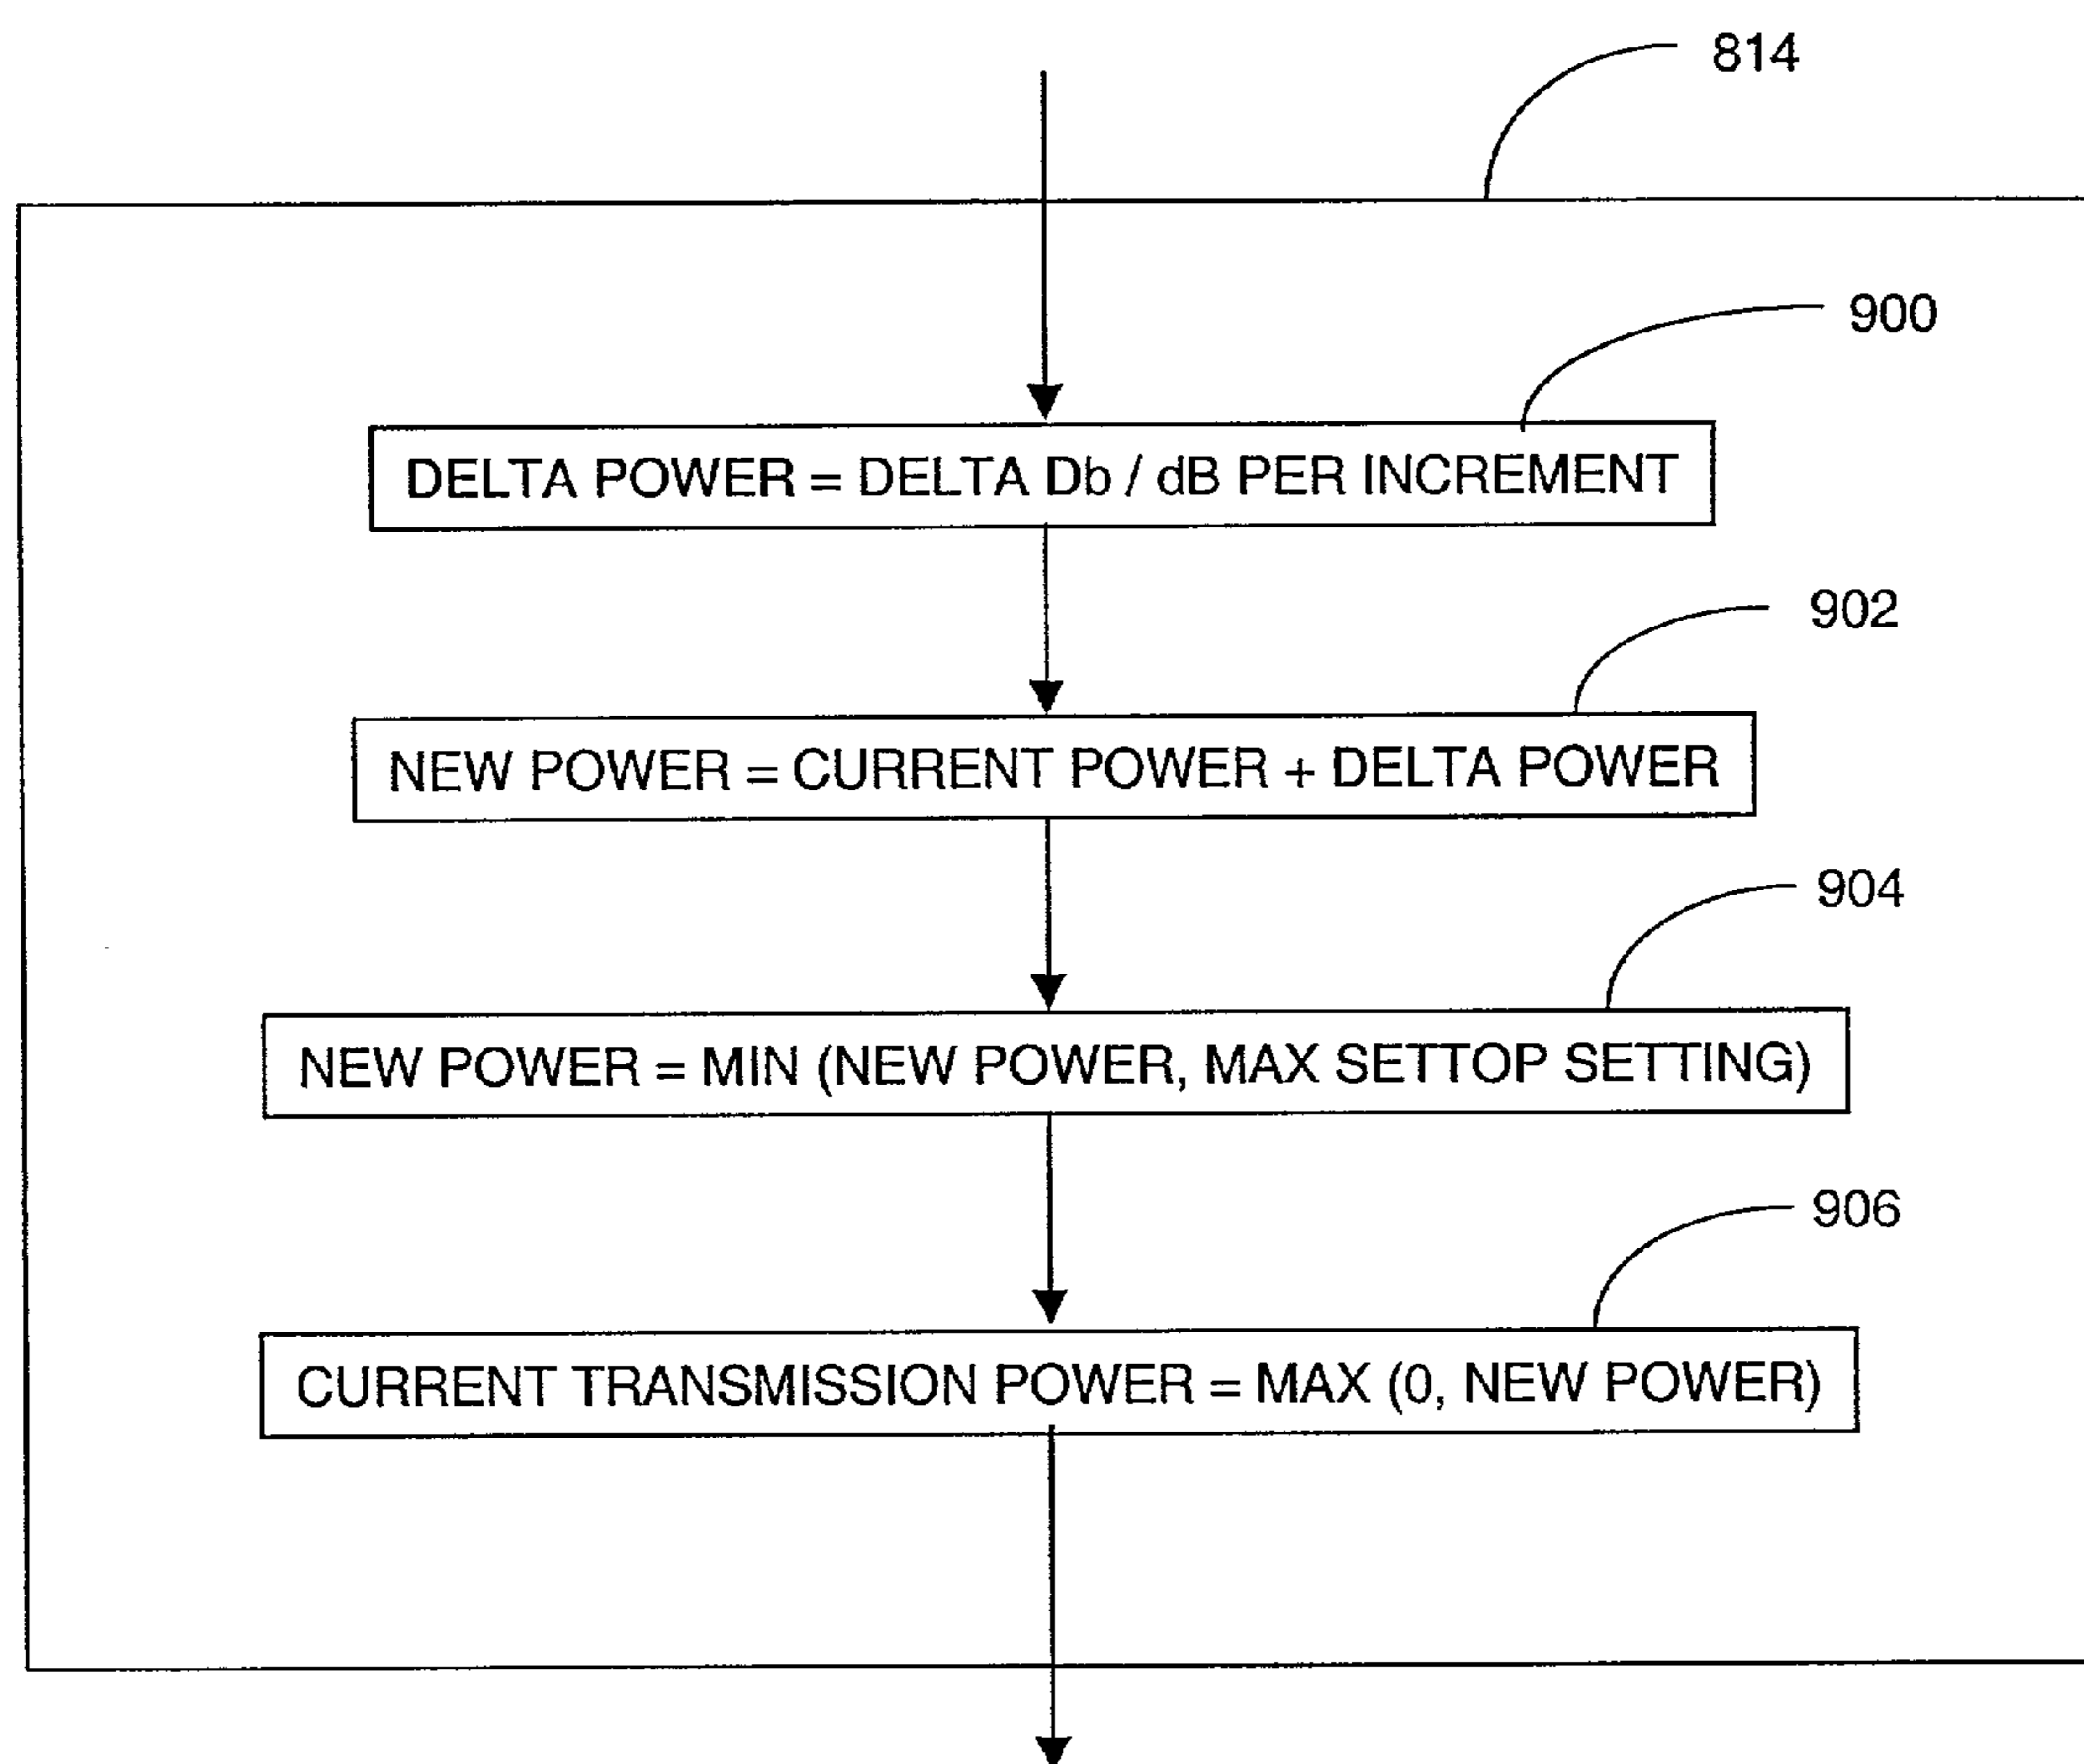 814
900
DELTA POWER = DELTA Db / dB PER INCREMENT
902
NEW POWER = CURRENT POWER + DELTA POWER
904
NEW POWER = MIN (NEW POWER, MAX SETTOP SETTING)
906
CURRENT TRANSMISSION POWER = MAX (0, NEW POWER)